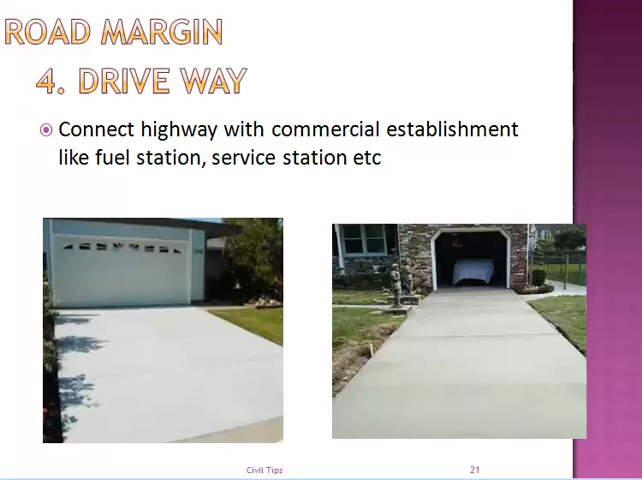 ROAD MARGIN
4. DRIVE WAY
Connect highway with commercial establishment
like fuel station, service station etc
Civil Tips
21